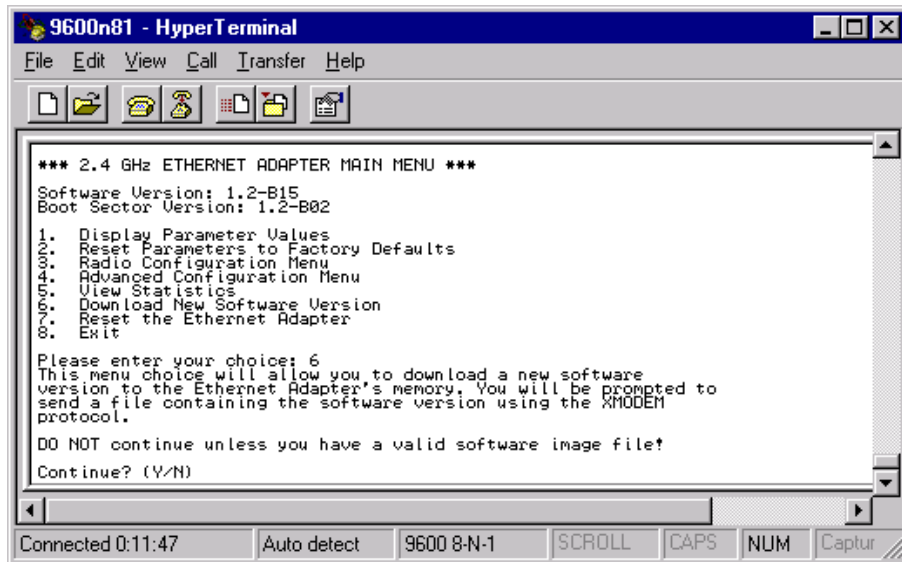 9600n81 - HyperTerminal
File Edit View Call Transfer Help
*** 2.4 GHz ETHERNET ADAPTER MAIN MENU ***
Software Version: 1.2-B15
Boot Sector Version: 1.2-B02
1. Display Parameter Values
2. Reset Parameters to Factory Defaults
3. Radio Configuration Menu
4. Advanced Configuration Menu
5. View Statistics
6. Download New Software Version
7. Reset the Ethernet Adapter
8. Exit
Please enter your choice: 6
This menu choice will allow you to download a new software
version to the Ethernet Adapter's memory. You will be prompted to
send a file containing the software version using the XMODEM
protocol.
DO NOT continue unless you have a valid software image file!
Continue? (Y/N)
Connected 0:11:47 Auto detect 9600 8-N-1 SCROLL CAPS NUM Captur